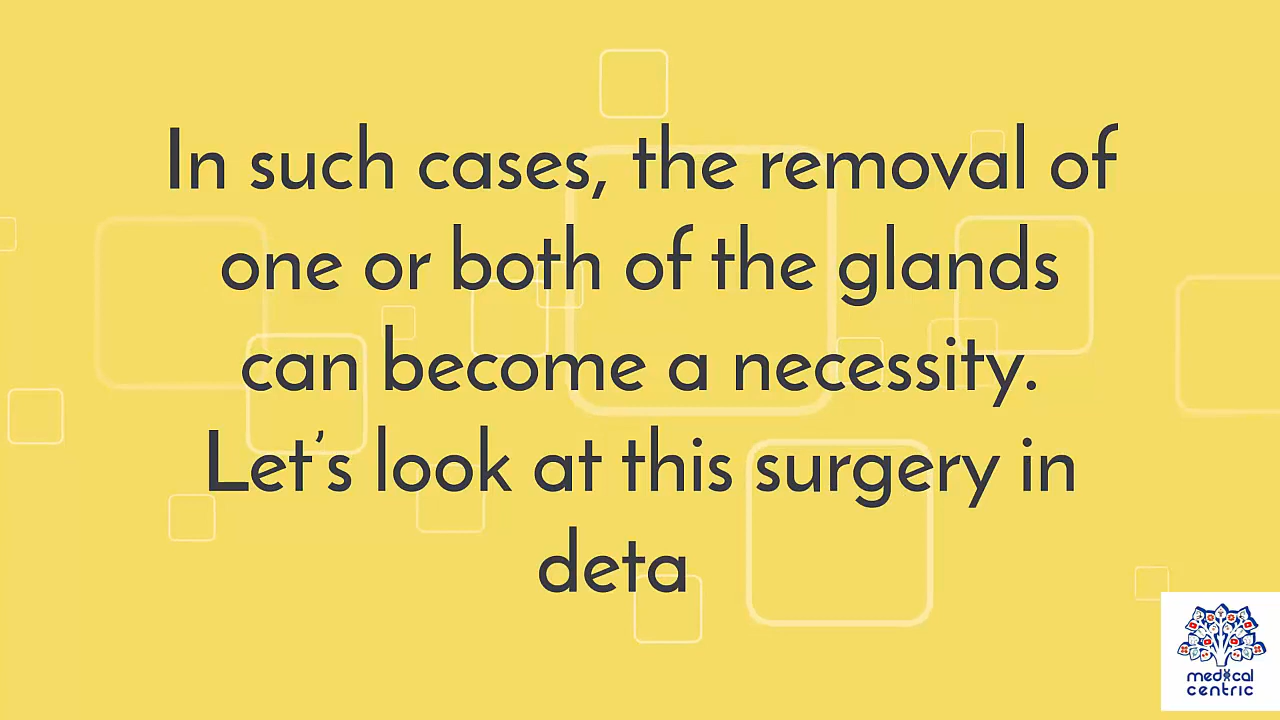 In such cases, the removal of
one or both of the glands
can become a necessity.
Let's look at this surgery in
deta
medical
centric